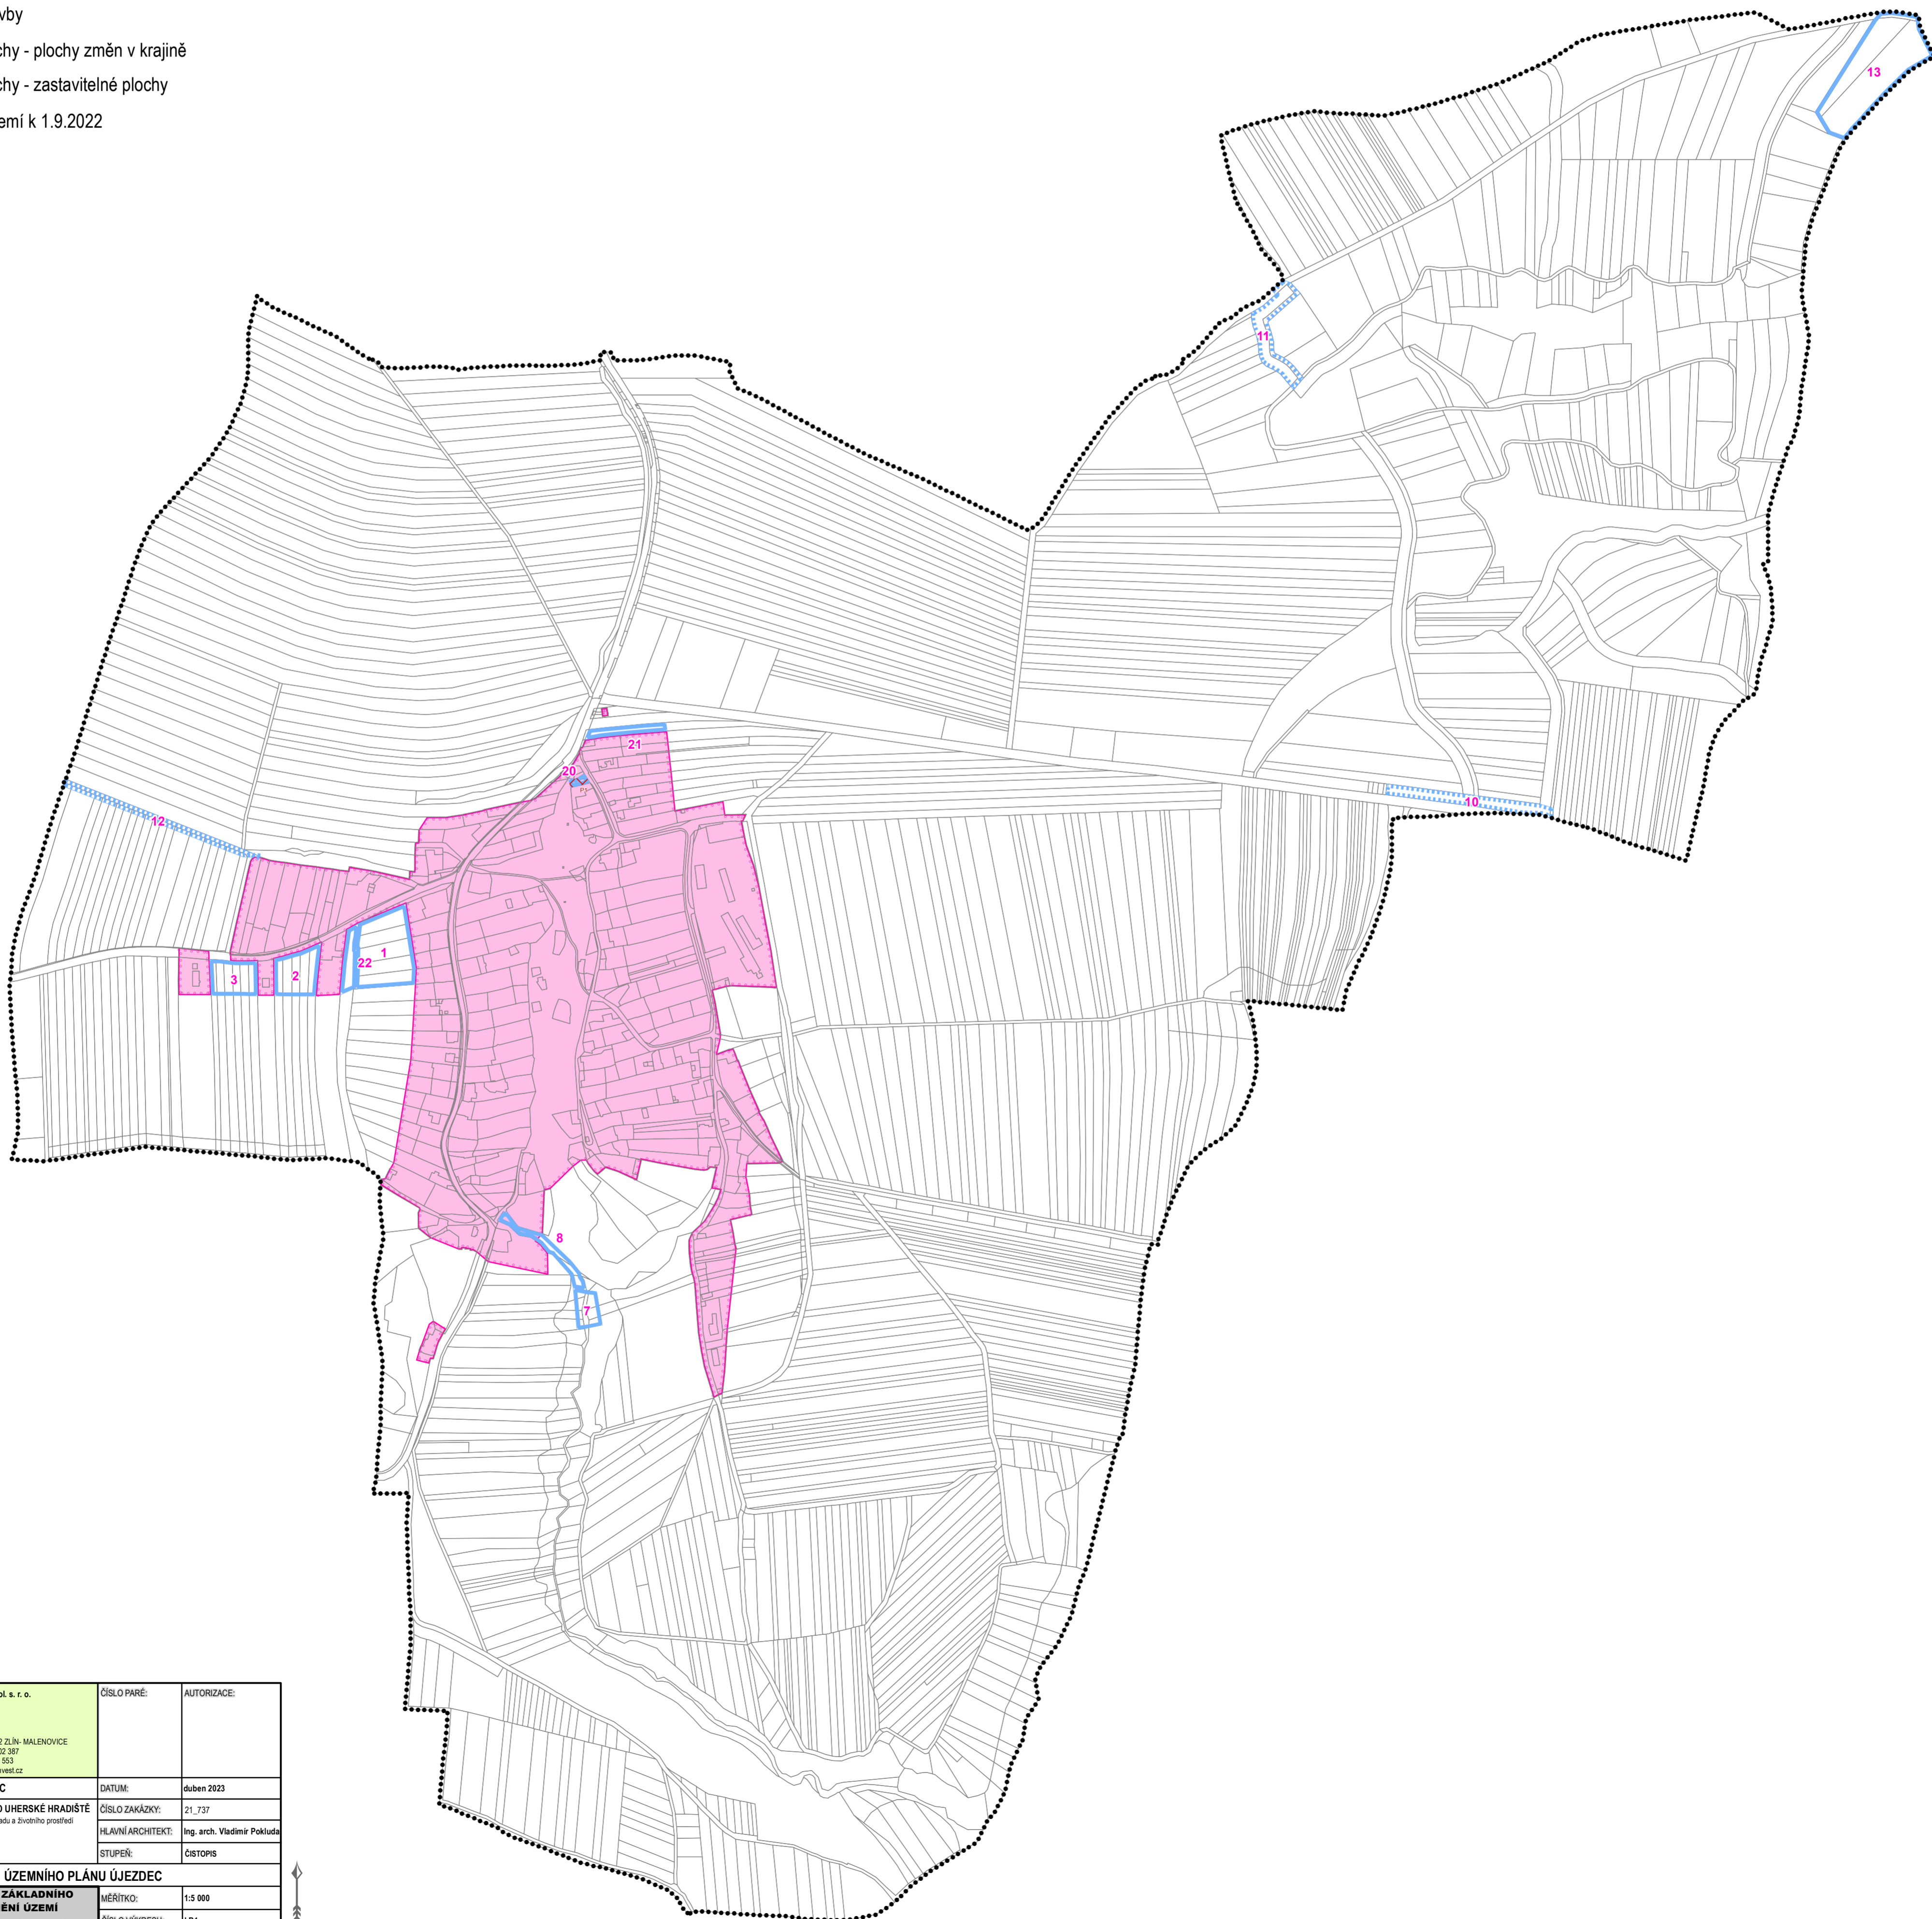 vby
chy - plochy změn v krajině
chy - zastavitelné plochy
emí k 1.9.2022
13
11
21
20
P1
10
12
1
22
3
2
8
7
ol. s. r. o.
ČÍSLO PARÉ:
AUTORIZACE:
2 ZLÍN- MALENOVICE
02 387
553
nvest.cz
C
DATUM:
duben 2023
O UHERSKÉ HRADIŠTĚ
adu a životního prostředí
ČÍSLO ZAKÁZKY:
21_737
HLAVNÍ ARCHITEKT:
Ing. arch. Vladimír Pokluda
STUPEŇ:
ČISTOPIS
ÚZEMNÍHO PLÁNU ÚJEZDEC
ZÁKLADNÍHO
ĚNÍ ÚZEMÍ
MĚŘÍTKO:
1:5 000